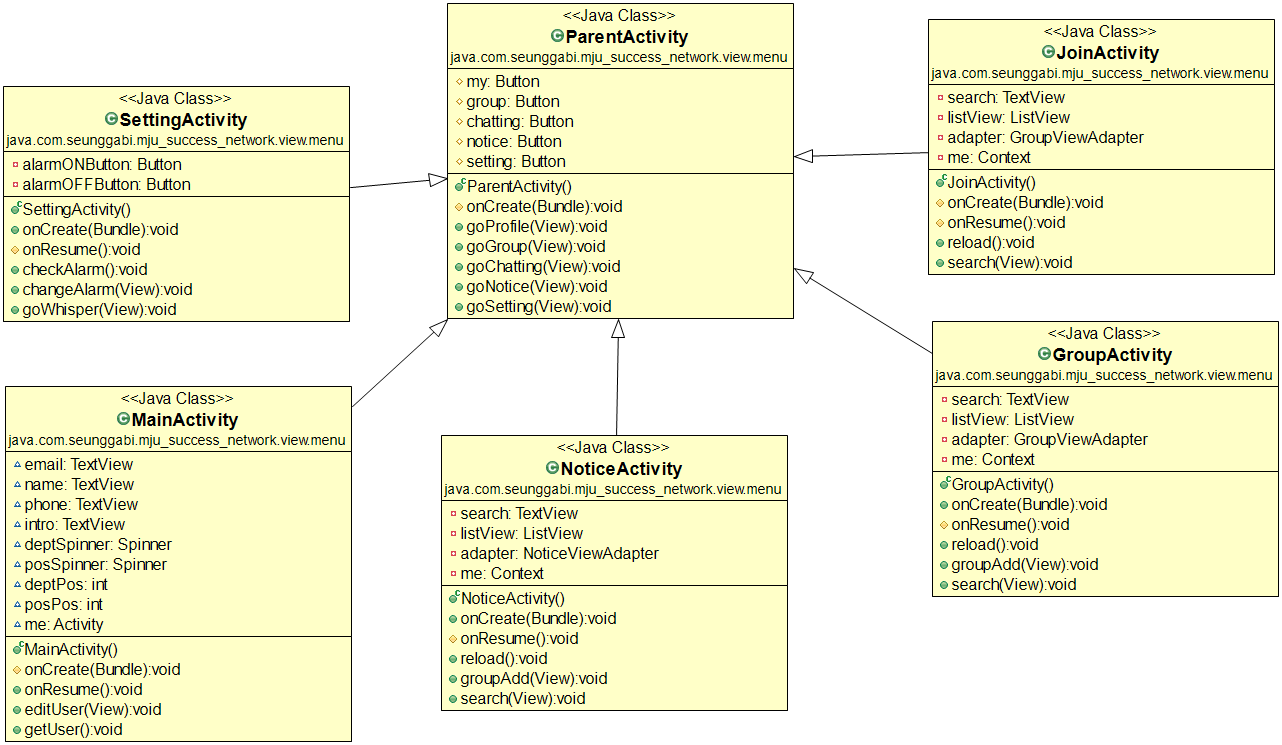 <<Java Class>>
ParentActivity
java.com.seunggabi.mju_success_network.view.menu
my: Button
group: Button
chatting: Button
notice: Button
setting: Button
ParentActivity()
onCreate(Bundle):void
goProfile(View):void
goGroup(View):void
goChatting(View):void
goNotice(View):void
goSetting(View):void
<<Java Class>>
JoinActivity
java.com.seunggabi.mju_success_network.view.menu
search: TextView
listView: ListView
adapter: GroupViewAdapter
me: Context
JoinActivity()
onCreate(Bundle):void
onResume():void
reload():void
search(View):void
<<Java Class>>
SettingActivity
java.com.seunggabi.mju_success_network.view.menu
alarmONButton: Button
alarmOFFButton: Button
SettingActivity()
onCreate(Bundle):void
onResume():void
checkAlarm():void
changeAlarm(View):void
goWhisper(View):void
<<Java Class>>
GroupActivity
java.com.seunggabi.mju_success_network.view.menu
search: TextView
listView: ListView
adapter: GroupViewAdapter
me: Context
GroupActivity()
onCreate(Bundle):void
onResume():void
reload():void
groupAdd(View):void
search(View):void
<<Java Class>>
MainActivity
java.com.seunggabi.mju_success_network.view.menu
email: TextView
name: TextView
phone: TextView
intro: TextView
deptSpinner: Spinner
posSpinner: Spinner
deptPos: int
posPos: int
me: Activity
MainActivity()
onCreate(Bundle):void
onResume():void
editUser(View):void
getUser():void
<<Java Class>>
NoticeActivity
java.com.seunggabi.mju_success_network.view.menu
search: TextView
listView: ListView
adapter: NoticeViewAdapter
me: Context
NoticeActivity()
onCreate(Bundle):void
onResume():void
reload():void
groupAdd(View):void
search(View):void